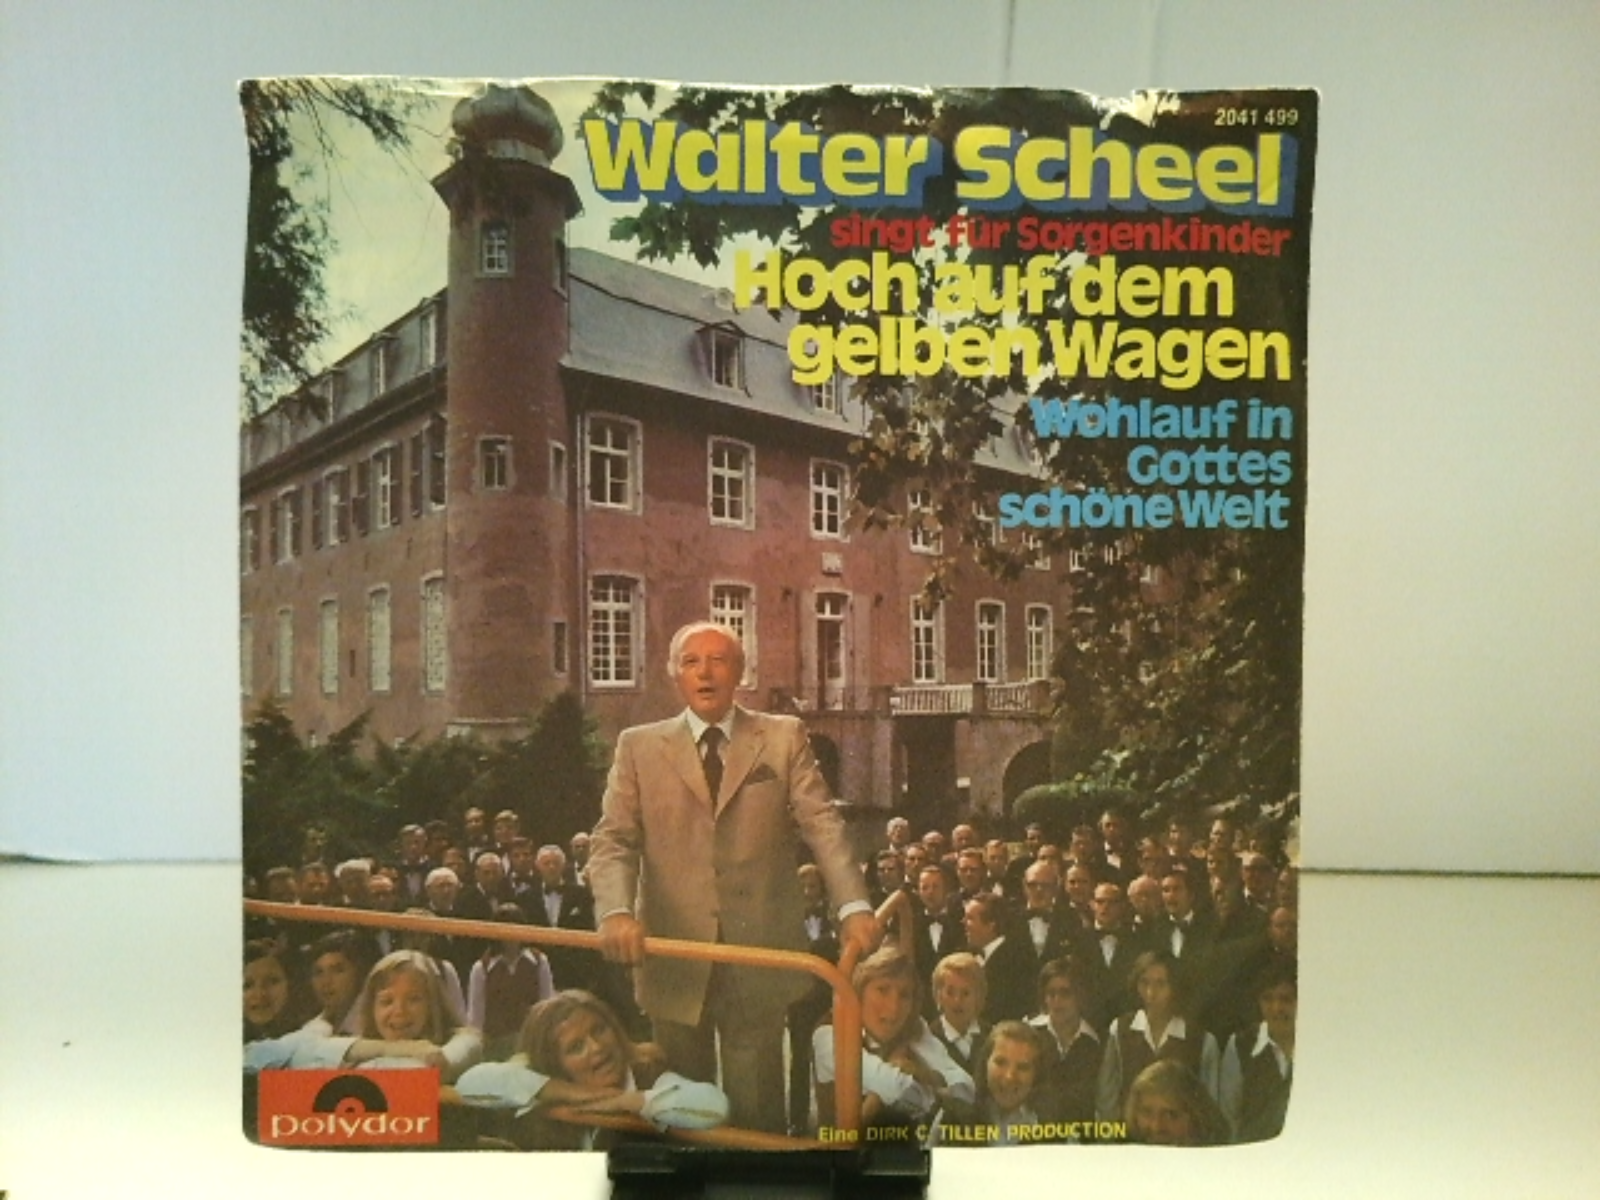 2041 499
Walter Scheel
singt für Sorgenkinder
Hoch auf dem
gelben Wagen
Wohlauf in
Gottes
schöne Welt
polydor
Eine DIRK C. TILLEN PRODUCTION